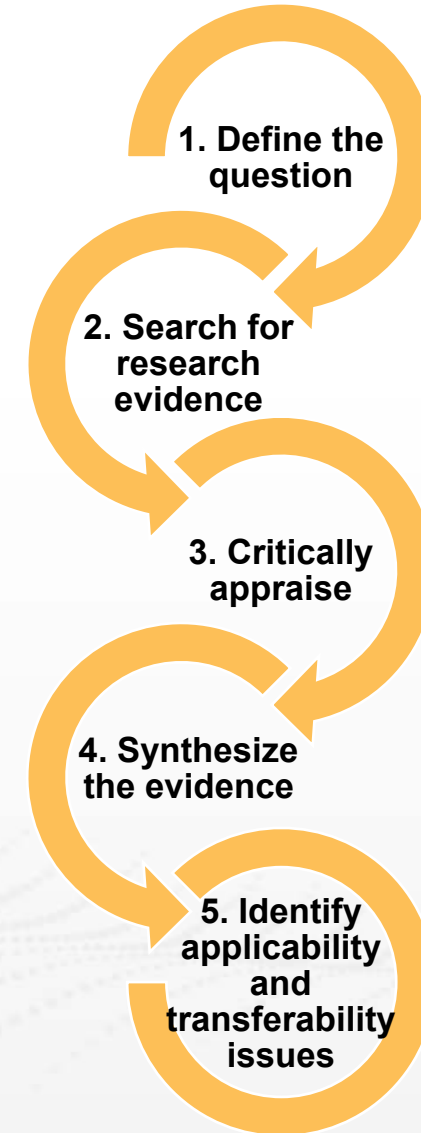 1. Define the
question
2. Search for
research
evidence
3. Critically
appraise
4. Synthesize
the evidence
5. Identify
applicability
and
transferability
issues